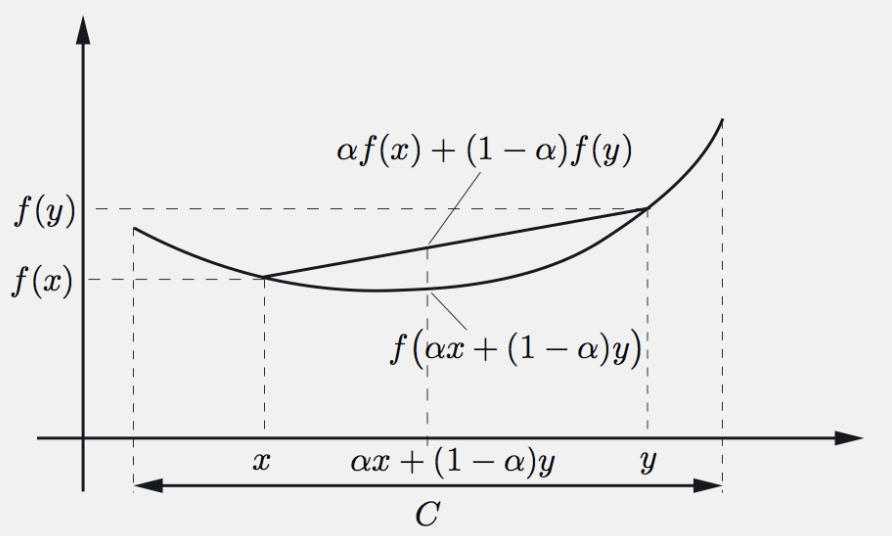 αf(x) + (1 − α)f(y)
f(y)
f(x)
f(αx + (1 − α)y)
x
αx + (1 − α)y
y
C